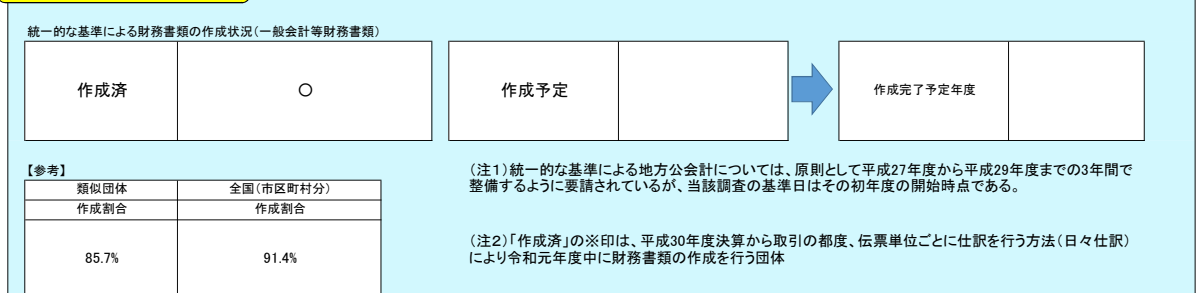 統一的な基準による財務書類の作成状況(一般会計等財務書類)
作成済
○
作成予定
作成完了予定年度
【参考】
類似団体
全国(市区町村分)
作成割合
作成割合
85.7%
91.4%
(注1)統一的な基準による地方公会計については、原則として平成27年度から平成29年度までの3年間で
整備するように要請されているが、当該調査の基準日はその初年度の開始時点である。
(注2)「作成済」の※印は、平成30年度決算から取引の都度、伝票単位ごとに仕訳を行う方法(日々仕訳)
により令和元年度中に財務書類の作成を行う団体